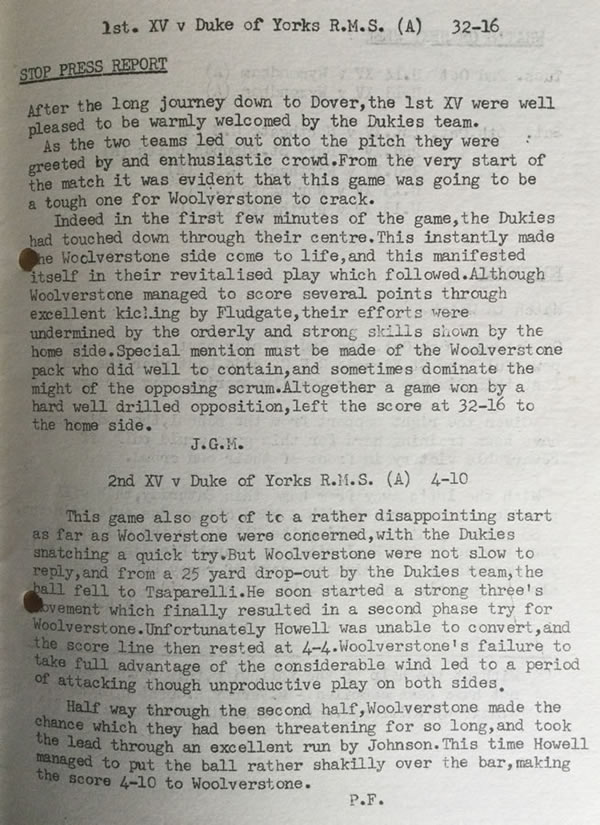 1st. XV v Duke of Yorks R.M.S. (A) 32-16
STOP PRESS REPORT
After the long journey down to Dover,the 1st XV were well
pleased to be warmly welcomed by the Dukies team.
As the two teams led out onto the pitch they were
greeted by and enthusiastic crowd.From the very start of
the match it was evident that this game was going to be
a tough one for Woolverstone to crack.
Indeed in the first few minutes of the game,the Dukies
had touched down through their centre.This instantly made
he Woolverstone side come to life,and this manifested
itself in their revitalised play which followed.Although
Woolverstone managed to score several points through
excellent kicking by Fludgate,their efforts were
undermined by the orderly and strong skills shown by the
home side.Special mention must be made of the Woolverstone
pack who did well to contain,and sometimes dominate the
might of the opposing scrum.Altogether a game won by a
hard well drilled opposition,left the score at 32-16 to
the home side.
J.G.M.
2nd XV v Duke of Yorks R.M.S. (A) 4-10
This game also got of to a rather disappointing start
as far as Woolverstone were concerned,with the Dukies
snatching a quick try.But Woolverstone were not slow to
reply,and from a 25 yard drop-out by the Dukies team,the
ball fell to Tsaparelli.He soon started a strong three's
movement which finally resulted in a second phase try for
Woolverstone.Unfortunately Howell was unable to convert,and
the score line then rested at 4-4.Woolverstone's failure to
take full advantage of the considerable wind led to a period
of attacking though unproductive play on both sides.
Half way through the second half,Woolverstone made the
chance which they had been threatening for so long,and took
the lead through an excellent run by Johnson.This time Howell
managed to put the ball rather shakilly over the bar,making
the score 4-10 to Woolverstone.
P.F.